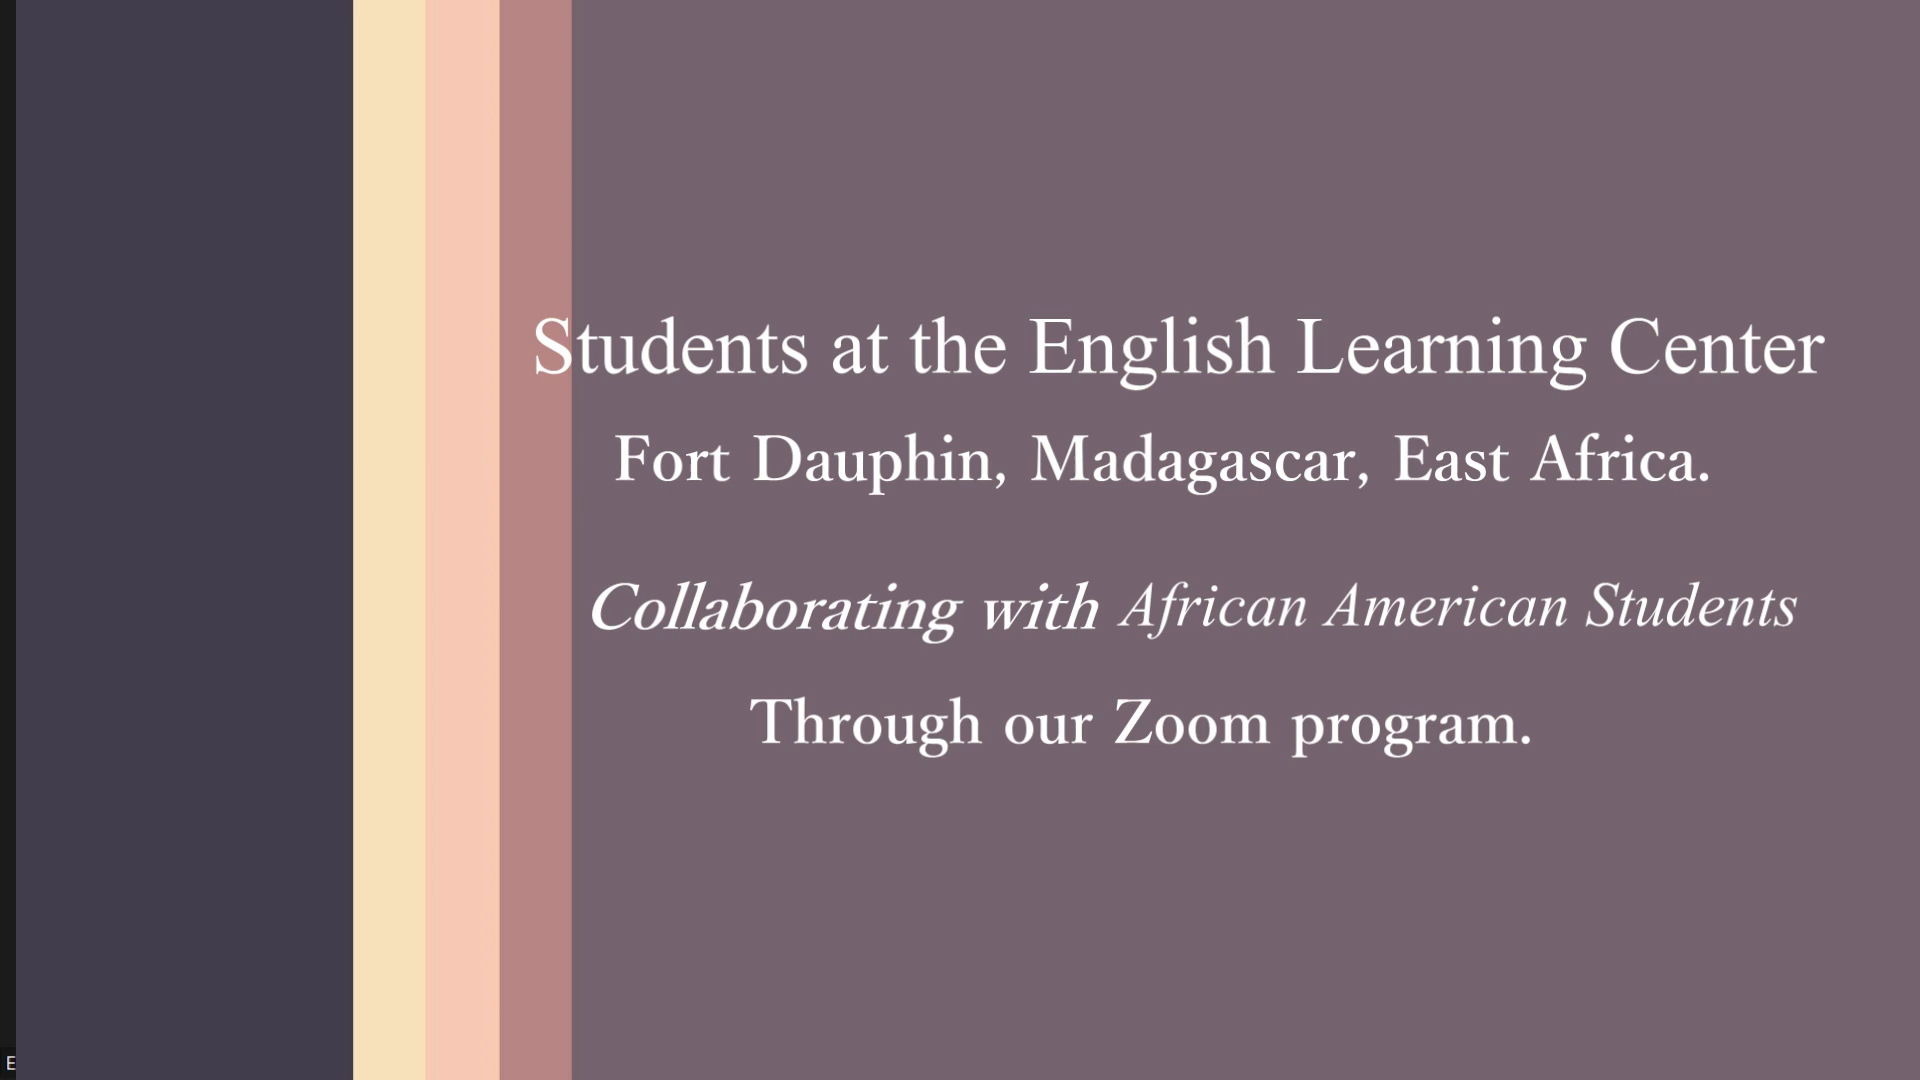 Students at the English Learning Center
Fort Dauphin, Madagascar, East Africa.
Collaborating with African American Students
Through our Zoom program.
E